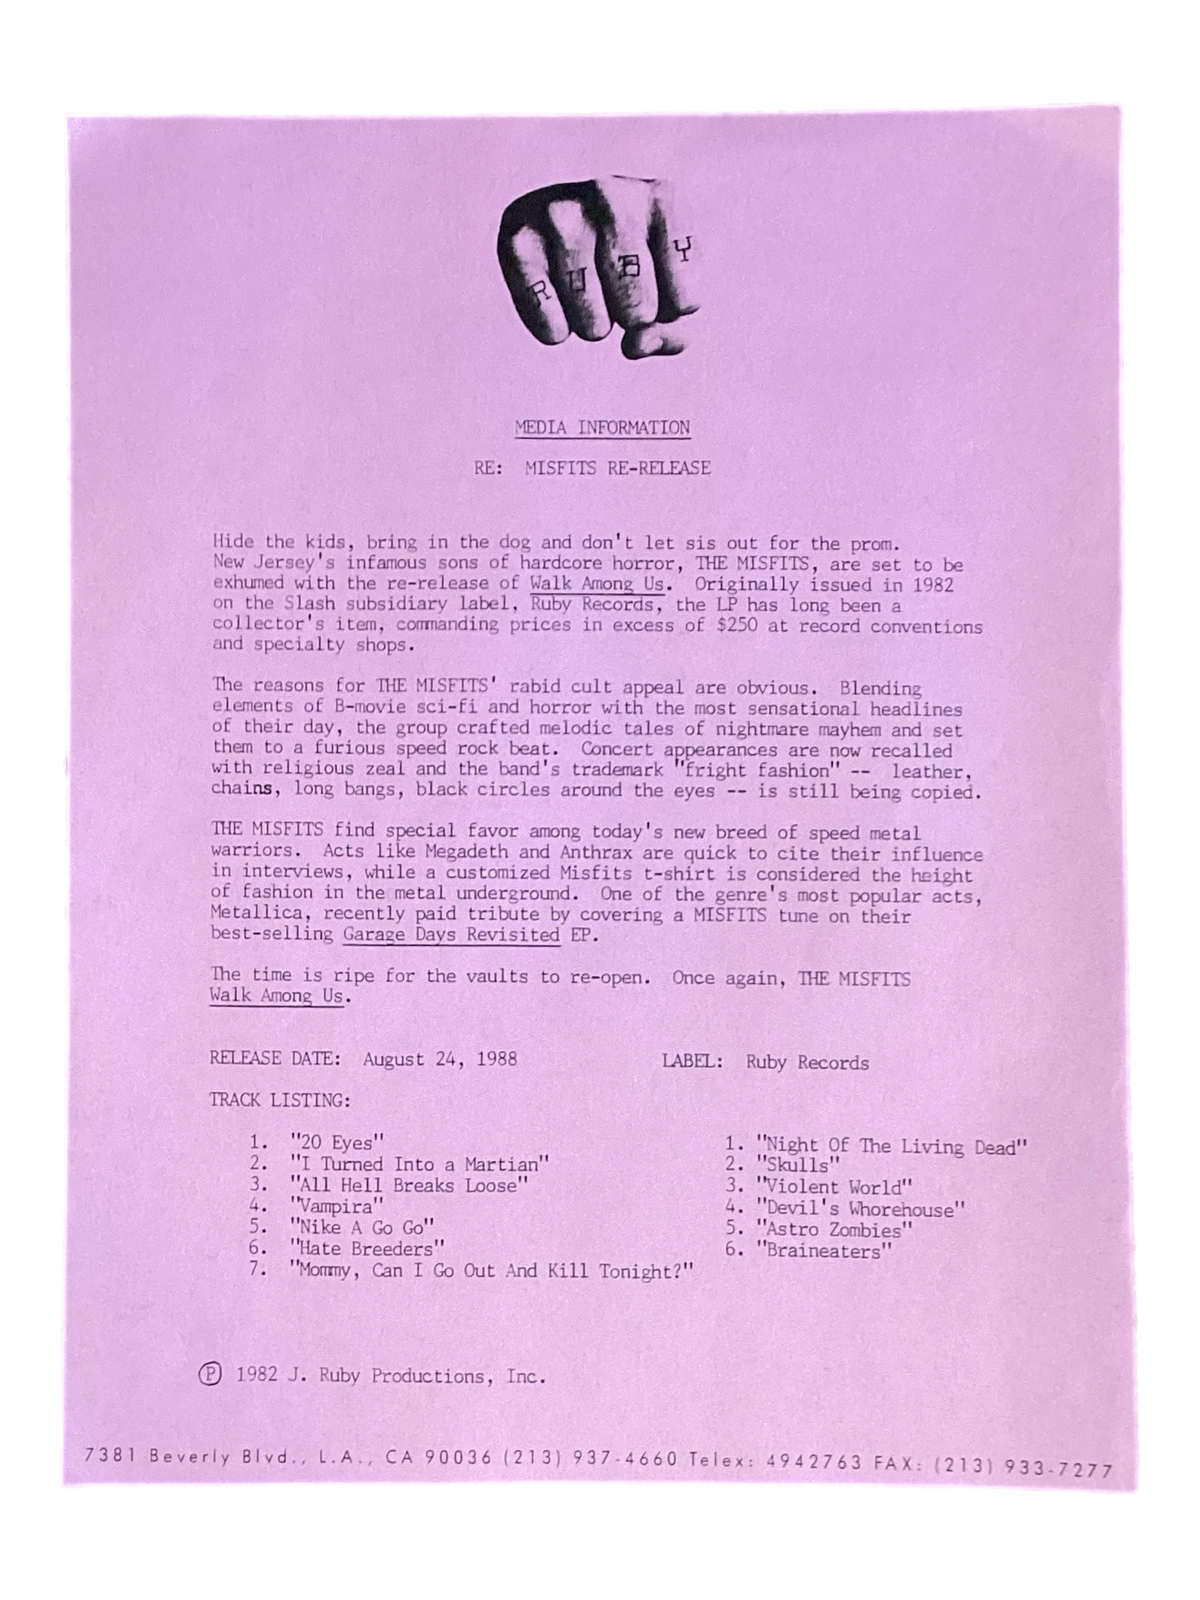 RUBY
MEDIA INFORMATION
RE: MISFITS RE-RELEASE
Hide the kids, bring in the dog and don't let sis out for the prom.
New Jersey's infamous sons of hardcore horror, THE MISFITS, are set to be
exhumed with the re-release of Walk Among Us. Originally issued in 1982
on the Slash subsidiary label, Ruby Records, the LP has long been a
collector's item, commanding prices in excess of $250 at record conventions
and specialty shops.
The reasons for THE MISFITS' rabid cult appeal are obvious. Blending
elements of B-movie sci-fi and horror with the most sensational headlines
of their day, the group crafted melodic tales of nightmare mayhem and set
them to a furious speed rock beat. Concert appearances are now recalled
with religious zeal and the band's trademark "fright fashion" -- leather,
chains, long bangs, black circles around the eyes -- is still being copied.
THE MISFITS find special favor among today's new breed of speed metal
warriors. Acts like Megadeth and Anthrax are quick to cite their influence
in interviews, while a customized Misfits t-shirt is considered the height
of fashion in the metal underground. One of the genre's most popular acts,
Metallica, recently paid tribute by covering a MISFITS tune on their
best-selling Garage Days Revisited EP.
The time is ripe for the vaults to re-open. Once again, THE MISFITS
Walk Among Us.
RELEASE DATE: August 24, 1988 LABEL: Ruby Records
TRACK LISTING:
1. "20 Eyes"
2. "I Turned Into a Martian"
3. "All Hell Breaks Loose"
4. "Vampira"
5. "Nike A Go Go"
6. "Hate Breeders"
7. "Mommy, Can I Go Out And Kill Tonight?"
1. "Night Of The Living Dead"
2. "Skulls"
3. "Violent World"
4. "Devil's Whorehouse"
5. "Astro Zombies"
6. "Braineaters"
Ⓟ 1982 J. Ruby Productions, Inc.
7381 Beverly Blvd., L.A., CA 90036 (213) 937-4660 Telex: 4942763 FAX: (213) 933-7277